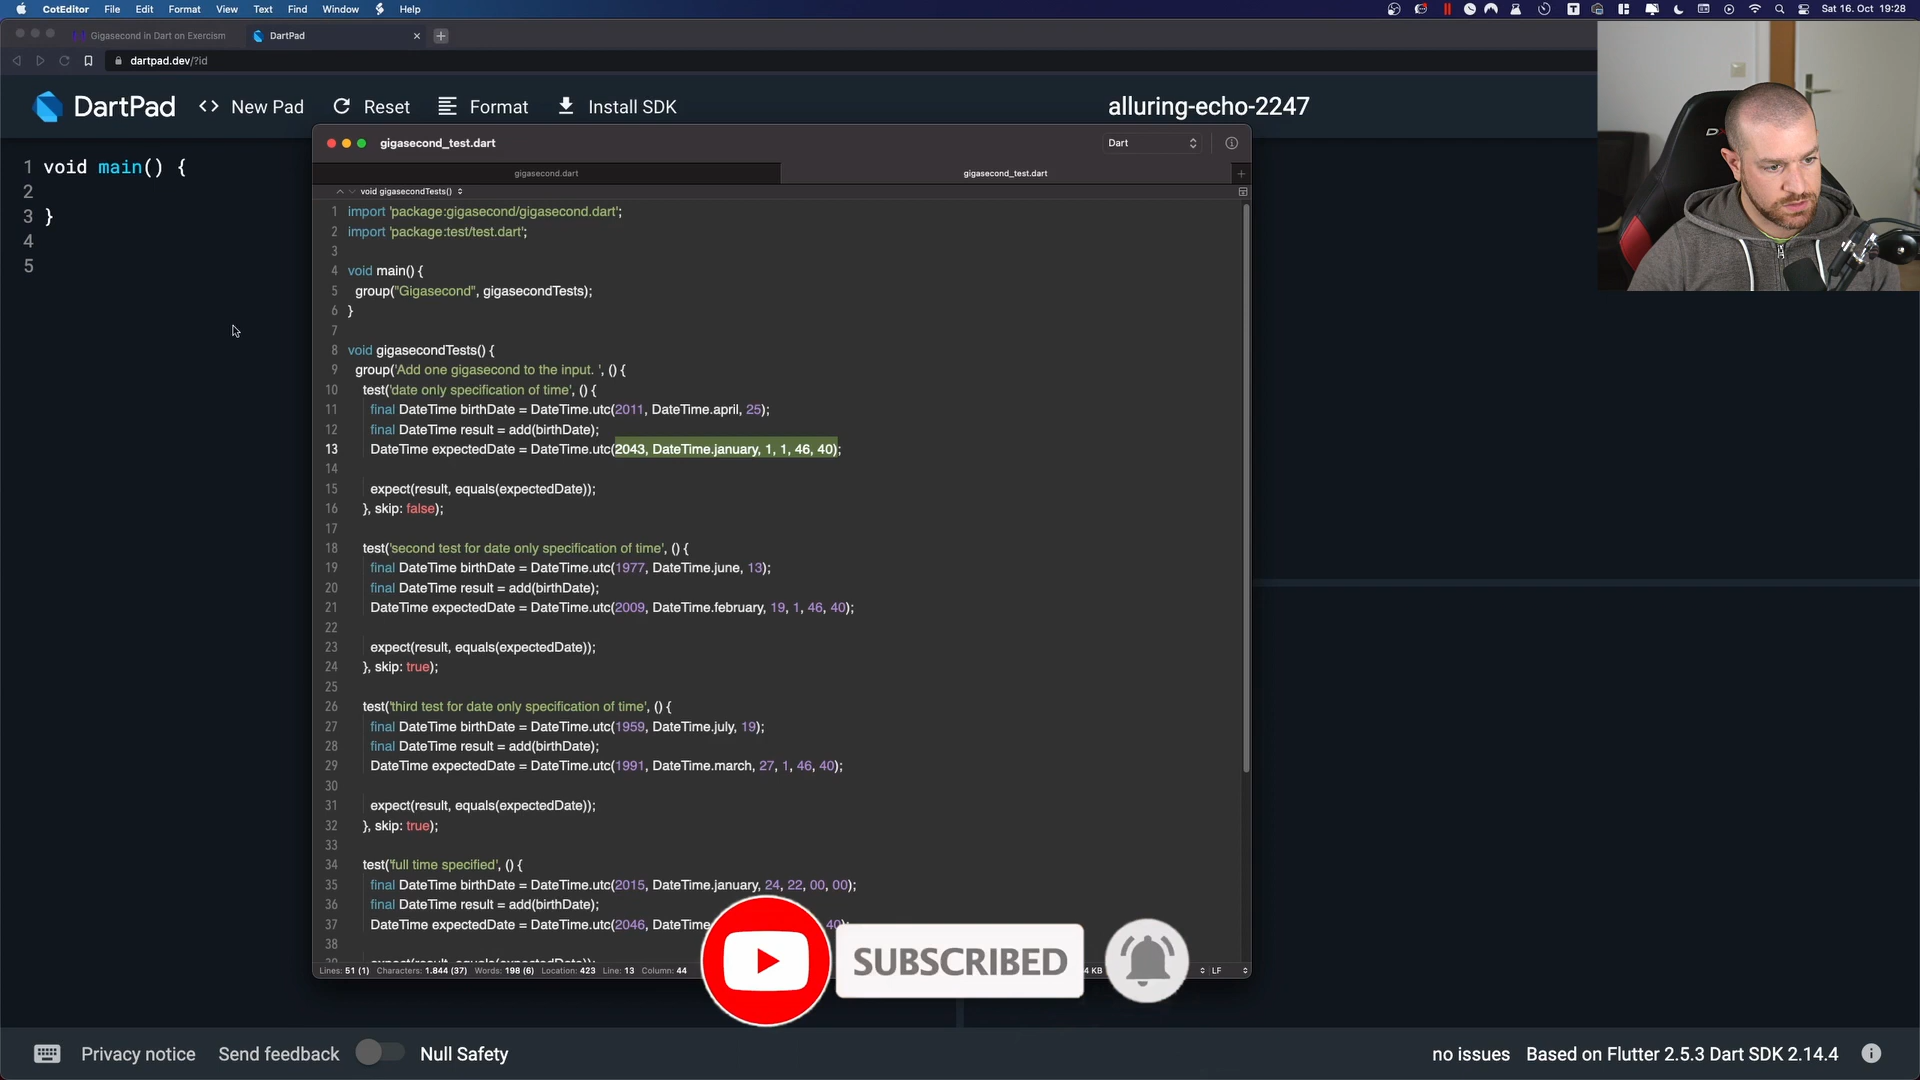 CotEditor File Edit Format View Text Find Window Help Sat 16. Oct 19:28
Gigasecond in Dart on Exercism DartPad
dartpad.dev/?id
DartPad <> New Pad Reset Format Install SDK alluring-echo-2247
1 void main() {
2
3 }
4
5
gigasecond_test.dart Dart
gigasecond.dart gigasecond_test.dart
void gigasecondTests()
1 import 'package:gigasecond/gigasecond.dart';
2 import 'package:test/test.dart';
3
4 void main() {
5 group("Gigasecond", gigasecondTests);
6 }
7
8 void gigasecondTests() {
9 group('Add one gigasecond to the input. ', () {
10 test('date only specification of time', () {
11 final DateTime birthDate = DateTime.utc(2011, DateTime.april, 25);
12 final DateTime result = add(birthDate);
13 DateTime expectedDate = DateTime.utc(2043, DateTime.january, 1, 1, 46, 40);
14
15 expect(result, equals(expectedDate));
16 }, skip: false);
17
18 test('second test for date only specification of time', () {
19 final DateTime birthDate = DateTime.utc(1977, DateTime.june, 13);
20 final DateTime result = add(birthDate);
21 DateTime expectedDate = DateTime.utc(2009, DateTime.february, 19, 1, 46, 40);
22
23 expect(result, equals(expectedDate));
24 }, skip: true);
25
26 test('third test for date only specification of time', () {
27 final DateTime birthDate = DateTime.utc(1959, DateTime.july, 19);
28 final DateTime result = add(birthDate);
29 DateTime expectedDate = DateTime.utc(1991, DateTime.march, 27, 1, 46, 40);
30
31 expect(result, equals(expectedDate));
32 }, skip: true);
33
34 test('full time specified', () {
35 final DateTime birthDate = DateTime.utc(2015, DateTime.january, 24, 22, 00, 00);
36 final DateTime result = add(birthDate);
37 DateTime expectedDate = DateTime.utc(2046, DateTime 40);
38
Lines: 51 (1) Characters: 1.844 (37) Words: 198 (6) Location: 423 Line: 13 Column: 44 KB LF
SUBSCRIBED
Privacy notice Send feedback Null Safety no issues Based on Flutter 2.5.3 Dart SDK 2.14.4